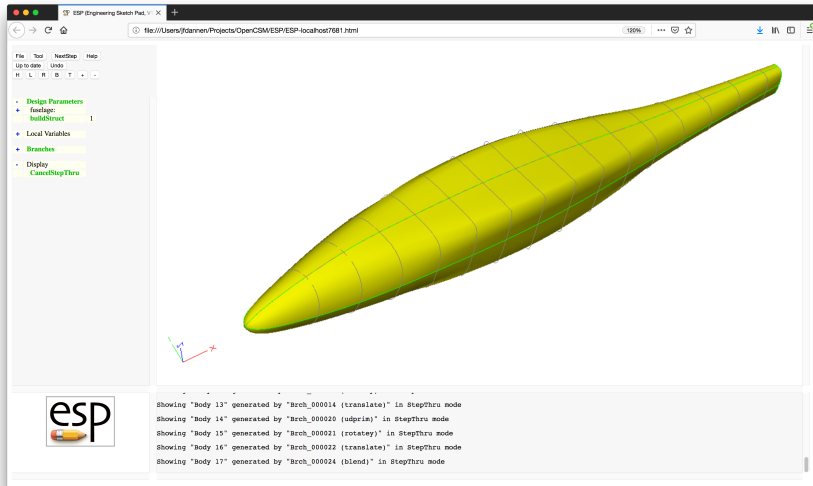 ESP (Engineering Sketch Pad, V
file:///Users/jfdannen/Projects/OpenCSM/ESP/ESP-localhost7681.html
120%
File Tool NextStep Help
Up to date Undo
H L R B T + -
- Design Parameters
+ fuselage:
buildStruct 1
+ Local Variables
+ Branches
- Display
CancelStepThru
X
esp
Showing "Body 13" generated by "Brch_000014 (translate)" in StepThru mode
Showing "Body 14" generated by "Brch_000020 (udprim)" in StepThru mode
Showing "Body 15" generated by "Brch_000021 (rotatey)" in StepThru mode
Showing "Body 16" generated by "Brch_000022 (translate)" in StepThru mode
Showing "Body 17" generated by "Brch_000024 (blend)" in StepThru mode